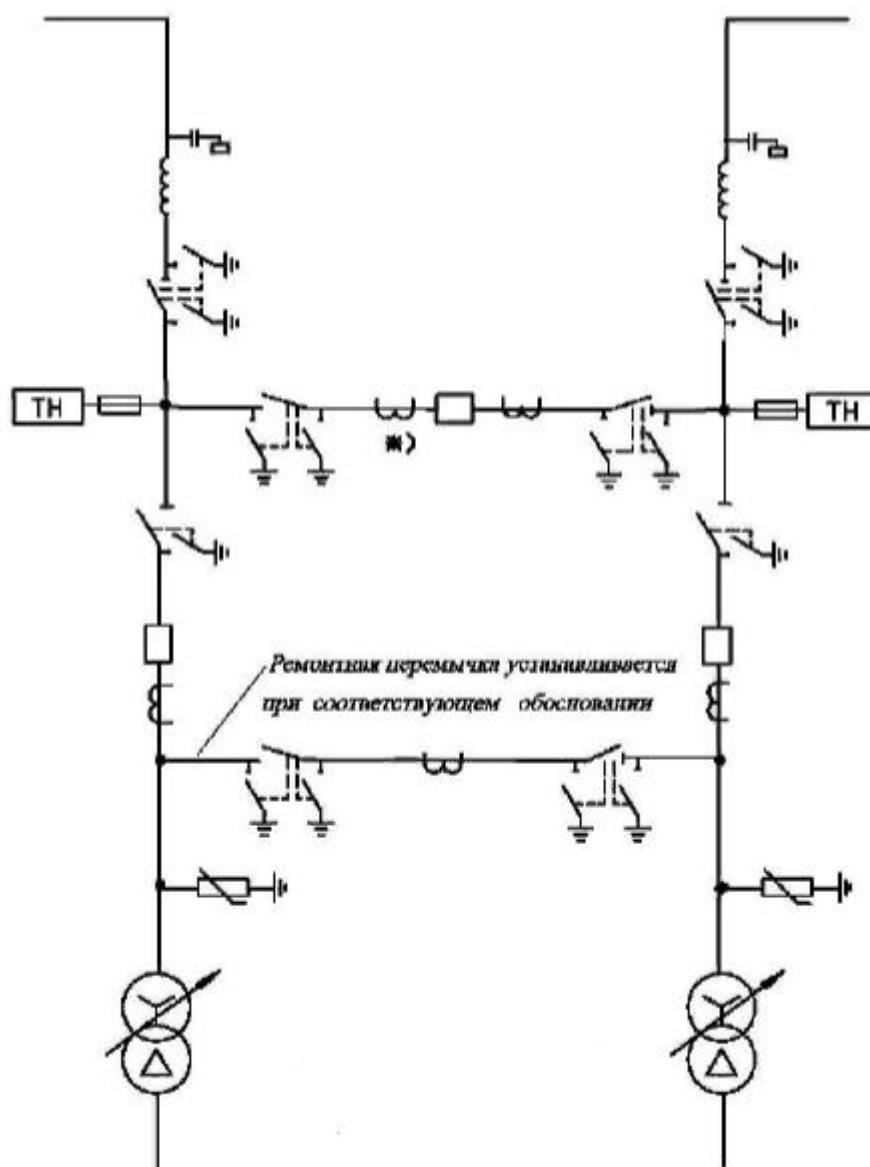 ТН
ТН
ж)
Ремонтная перемычка устанавливается
при соответствующем обосновании